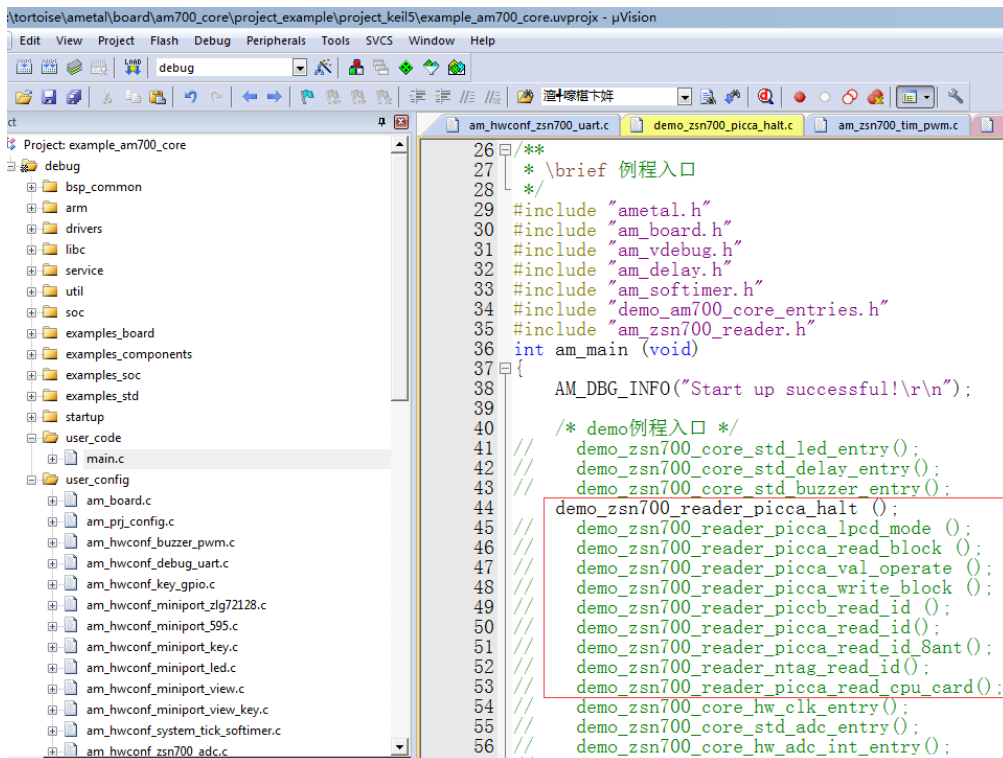 :\tortoise\ametal\board\am700_core\project_example\project_keil5\example_am700_core.uvprojx - µVision
Edit View Project Flash Debug Peripherals Tools SVCS Window Help
LOAD debug
湆╃嚎椹卞姩
ct
am_hwconf_zsn700_uart.c demo_zsn700_picca_halt.c am_zsn700_tim_pwm.c
Project: example_am700_core
debug
bsp_common
arm
drivers
libc
service
util
soc
examples_board
examples_components
examples_soc
examples_std
startup
user_code
main.c
user_config
am_board.c
am_prj_config.c
am_hwconf_buzzer_pwm.c
am_hwconf_debug_uart.c
am_hwconf_key_gpio.c
am_hwconf_miniport_zlg72128.c
am_hwconf_miniport_595.c
am_hwconf_miniport_key.c
am_hwconf_miniport_led.c
am_hwconf_miniport_view.c
am_hwconf_miniport_view_key.c
am_hwconf_system_tick_softimer.c
am_hwconf_zsn700_adc.c
26 /**
27 * \brief 例程入口
28 */
29 #include "ametal.h"
30 #include "am_board.h"
31 #include "am_vdebug.h"
32 #include "am_delay.h"
33 #include "am_softimer.h"
34 #include "demo_am700_core_entries.h"
35 #include "am_zsn700_reader.h"
36 int am_main (void)
37 {
38 AM_DBG_INFO("Start up successful!\r\n");
39
40 /* demo例程入口 */
41 // demo_zsn700_core_std_led_entry();
42 // demo_zsn700_core_std_delay_entry();
43 // demo_zsn700_core_std_buzzer_entry();
44 demo_zsn700_reader_picca_halt ();
45 // demo_zsn700_reader_picca_lpcd_mode ();
46 // demo_zsn700_reader_picca_read_block ();
47 // demo_zsn700_reader_picca_val_operate ();
48 // demo_zsn700_reader_picca_write_block ();
49 // demo_zsn700_reader_piccb_read_id ();
50 // demo_zsn700_reader_picca_read_id();
51 // demo_zsn700_reader_picca_read_id_8ant();
52 // demo_zsn700_reader_ntag_read_id();
53 // demo_zsn700_reader_picca_read_cpu_card();
54 // demo_zsn700_core_hw_clk_entry();
55 // demo_zsn700_core_std_adc_entry();
56 // demo_zsn700_core_hw_adc_int_entry();